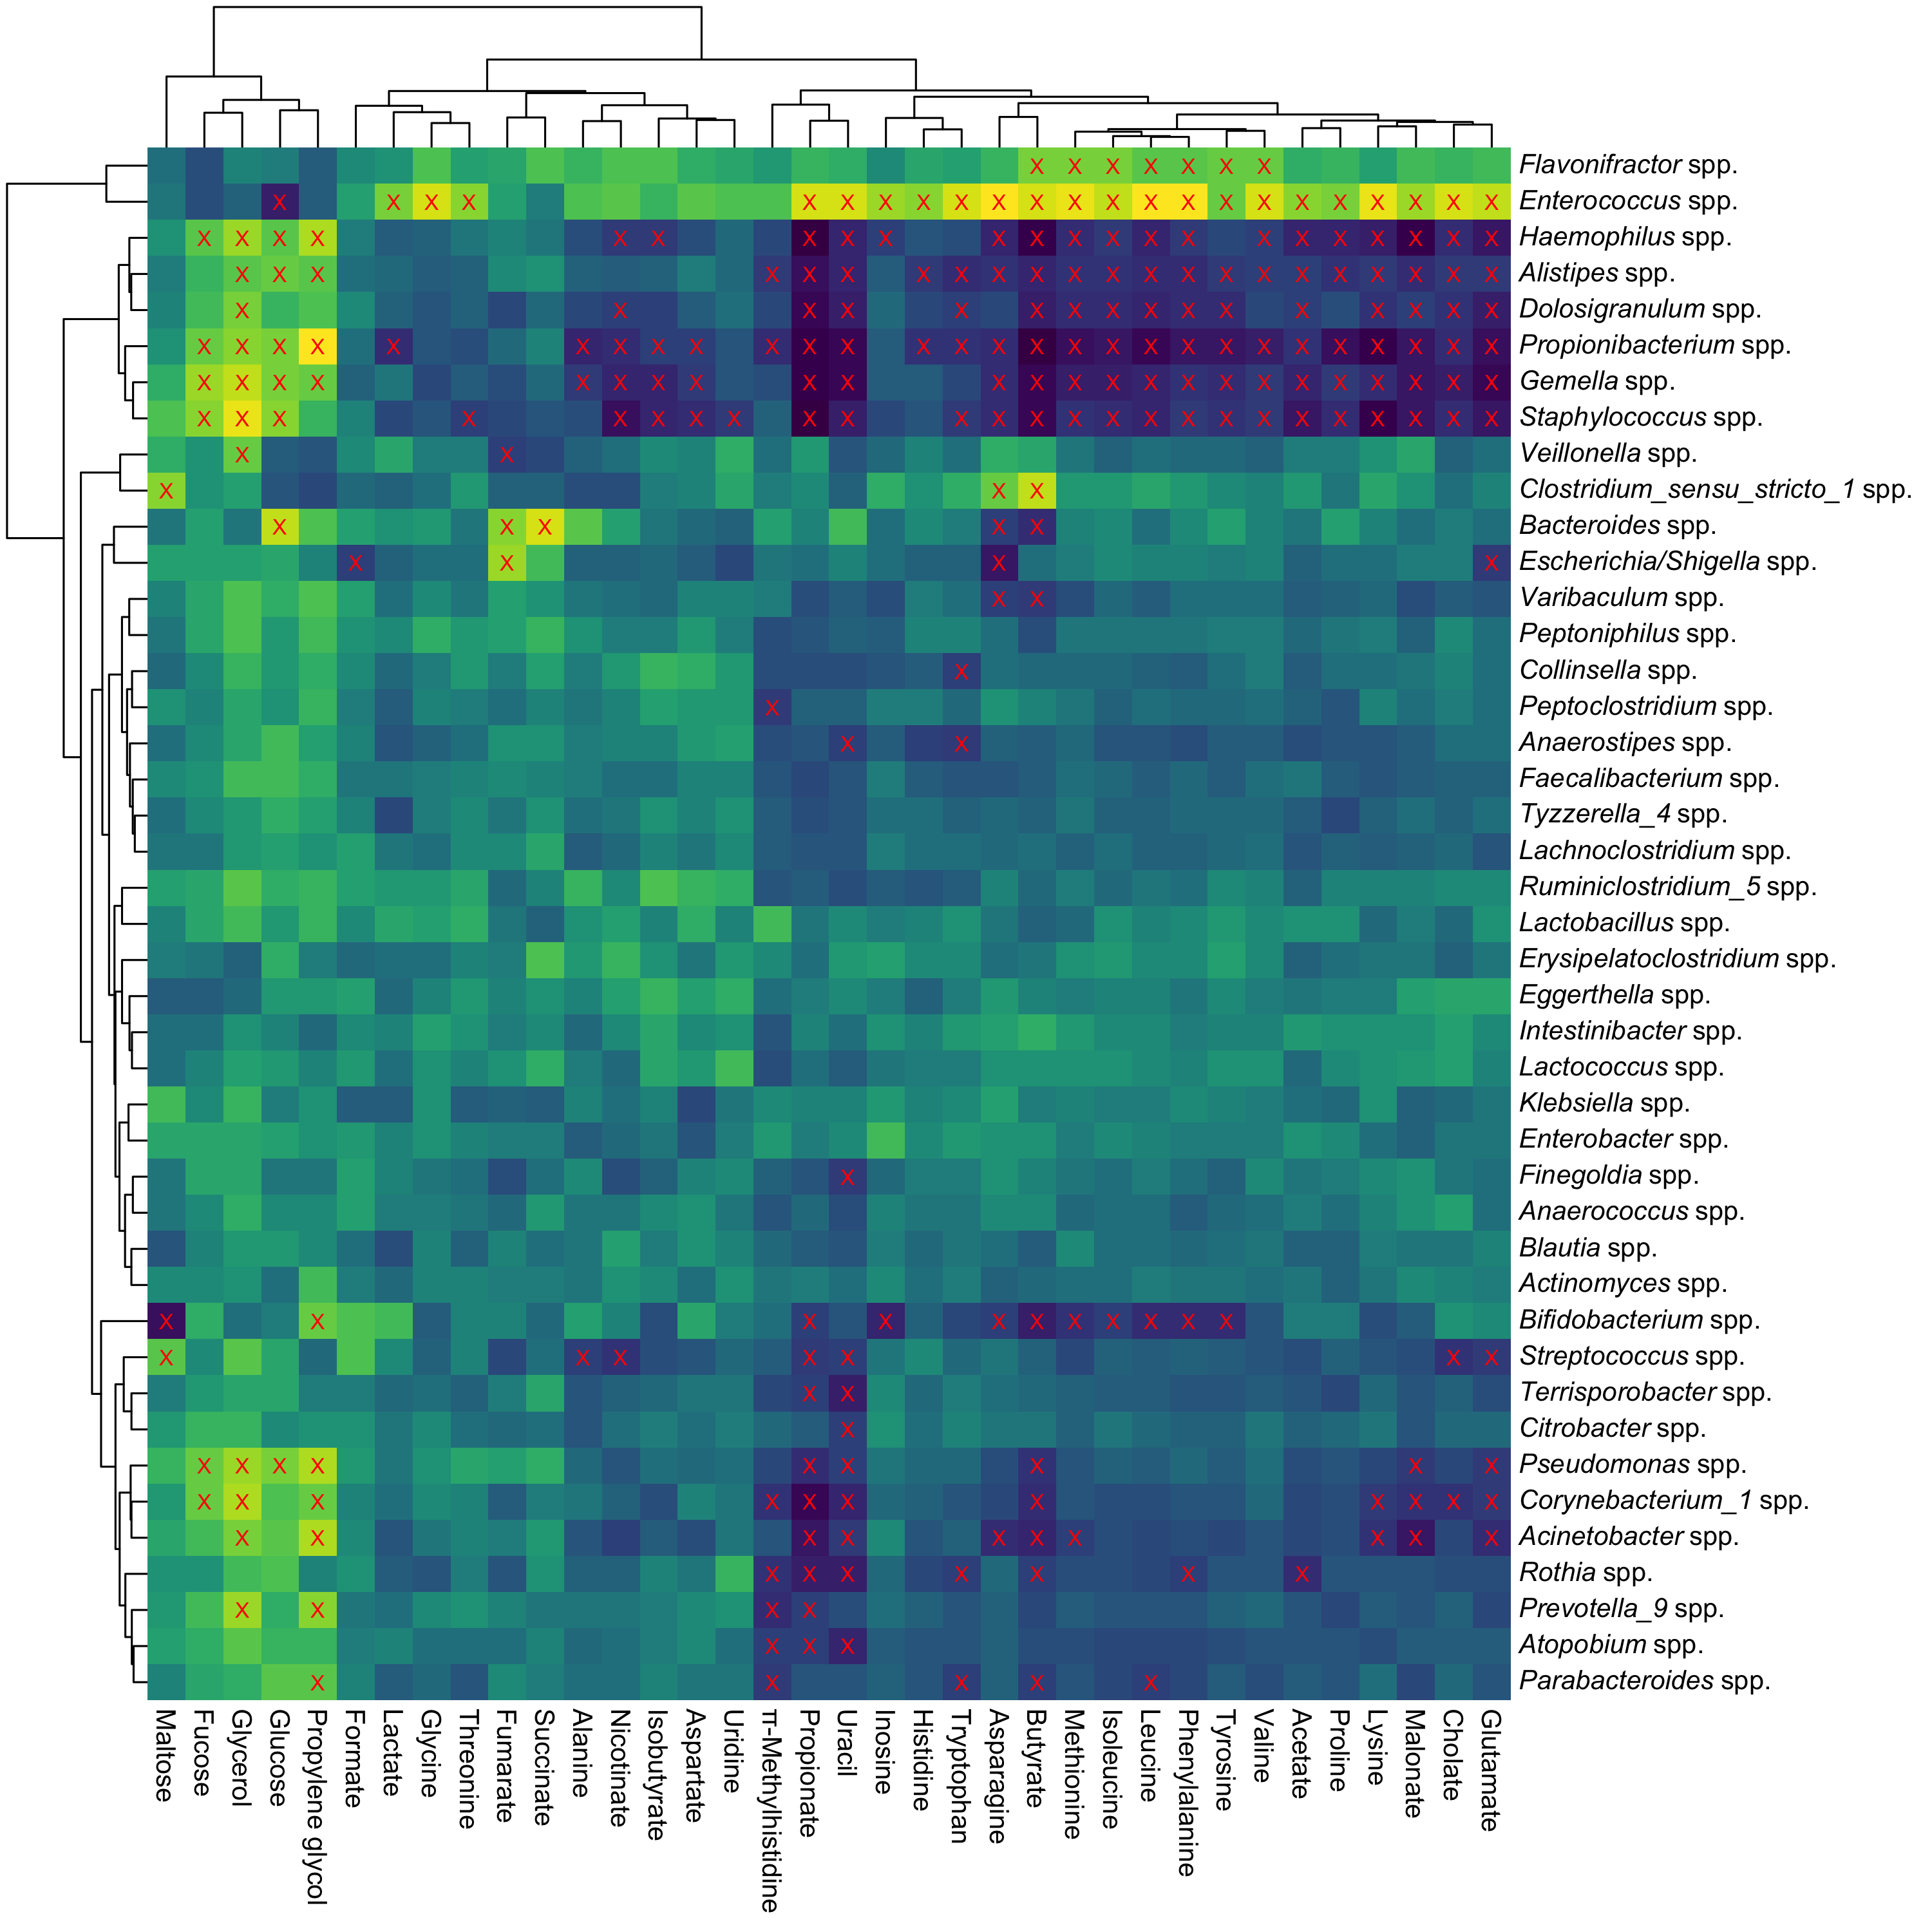 Flavonifractor spp.
Enterococcus spp.
Haemophilus spp.
Alistipes spp.
Dolosigranulum spp.
Propionibacterium spp.
Gemella spp.
Staphylococcus spp.
Veillonella spp.
Clostridium_sensu_stricto_1 spp.
Bacteroides spp.
Escherichia/Shigella spp.
Varibaculum spp.
Peptoniphilus spp.
Collinsella spp.
Peptoclostridium spp.
Anaerostipes spp.
Faecalibacterium spp.
Tyzzerella_4 spp.
Lachnoclostridium spp.
Ruminiclostridium_5 spp.
Lactobacillus spp.
Erysipelatoclostridium spp.
Eggerthella spp.
Intestinibacter spp.
Lactococcus spp.
Klebsiella spp.
Enterobacter spp.
Finegoldia spp.
Anaerococcus spp.
Blautia spp.
Actinomyces spp.
Bifidobacterium spp.
Streptococcus spp.
Terrisporobacter spp.
Citrobacter spp.
Pseudomonas spp.
Corynebacterium_1 spp.
Acinetobacter spp.
Rothia spp.
Prevotella_9 spp.
Atopobium spp.
Parabacteroides spp.
Maltose
Fucose
Glycerol
Glucose
Propylene glycol
Formate
Lactate
Glycine
Threonine
Fumarate
Succinate
Alanine
Nicotinate
Isobutyrate
Aspartate
Uridine
π-Methylhistidine
Propionate
Uracil
Inosine
Histidine
Tryptophan
Asparagine
Butyrate
Methionine
Isoleucine
Leucine
Phenylalanine
Tyrosine
Valine
Acetate
Proline
Lysine
Malonate
Cholate
Glutamate